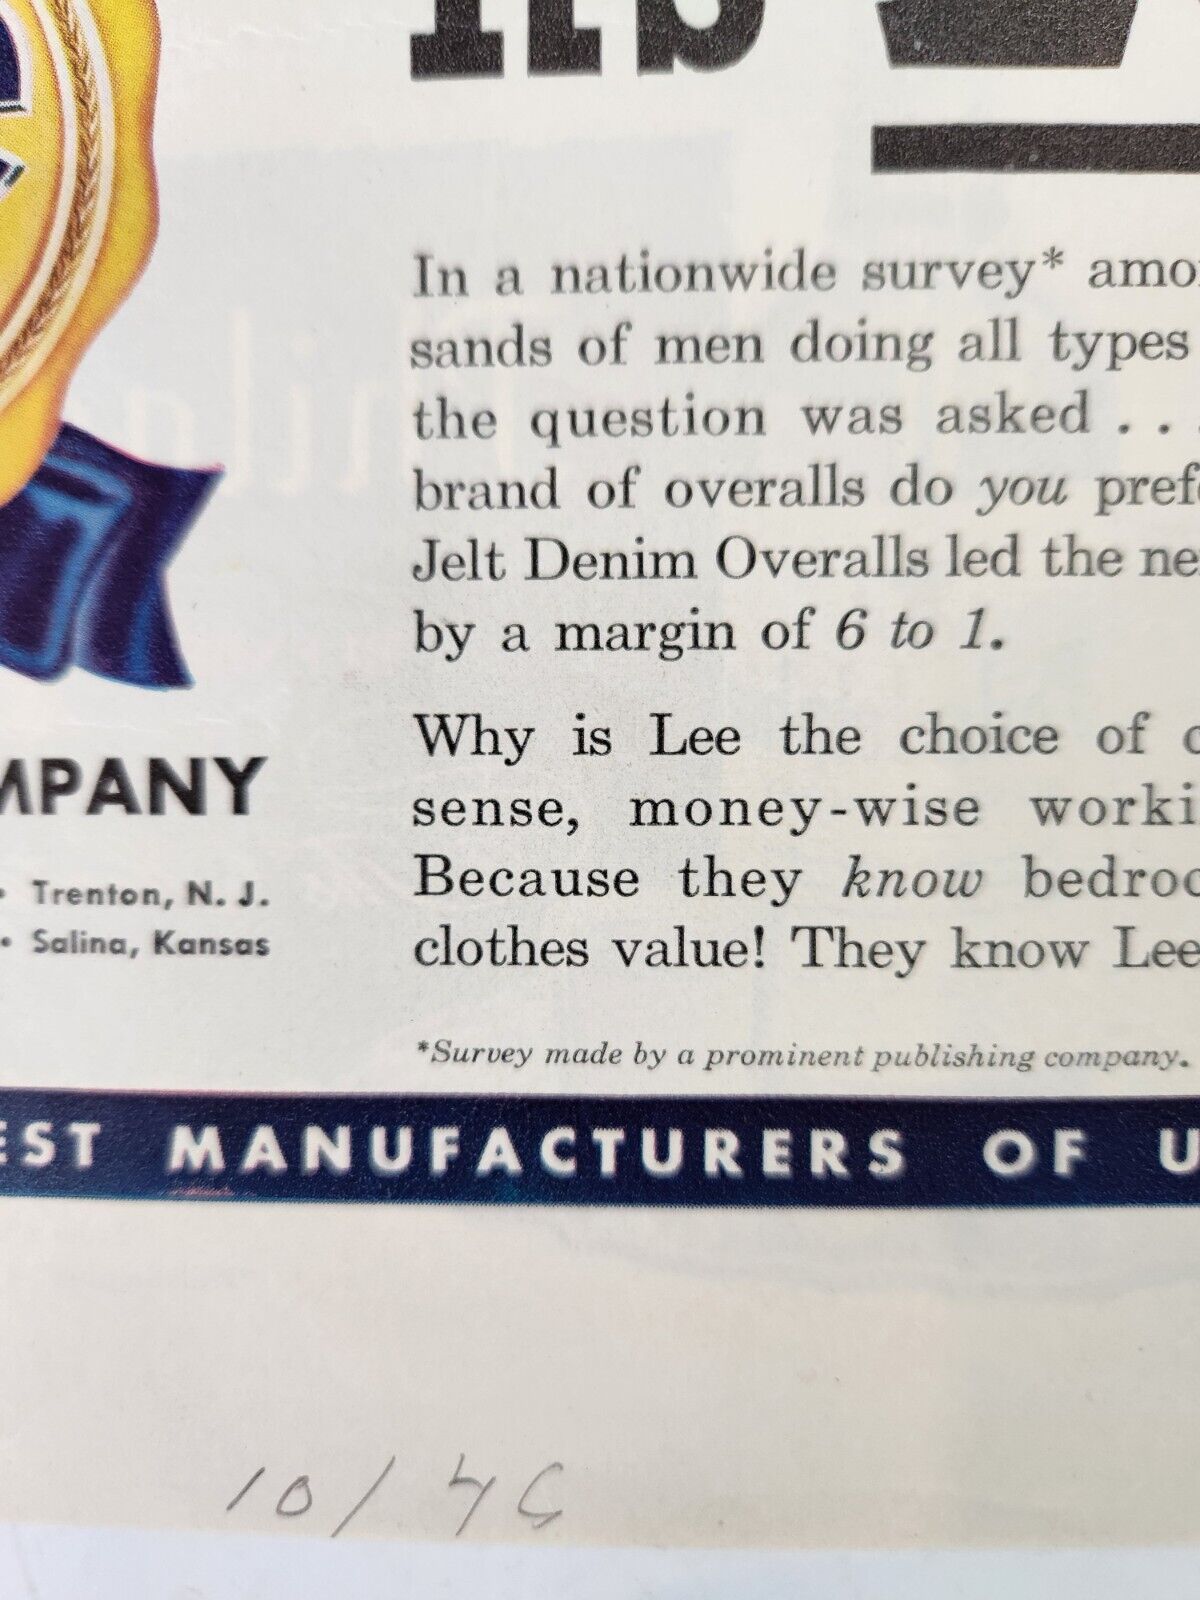 MPANY
• Trenton, N. J.
• Salina, Kansas
In a nationwide survey* amo
sands of men doing all types
the question was asked . . .
brand of overalls do you pref
Jelt Denim Overalls led the ne
by a margin of 6 to 1.
Why is Lee the choice of c
sense, money-wise worki
Because they know bedroc
clothes value! They know Lee
*Survey made by a prominent publishing company.
EST MANUFACTURERS OF U
10/46